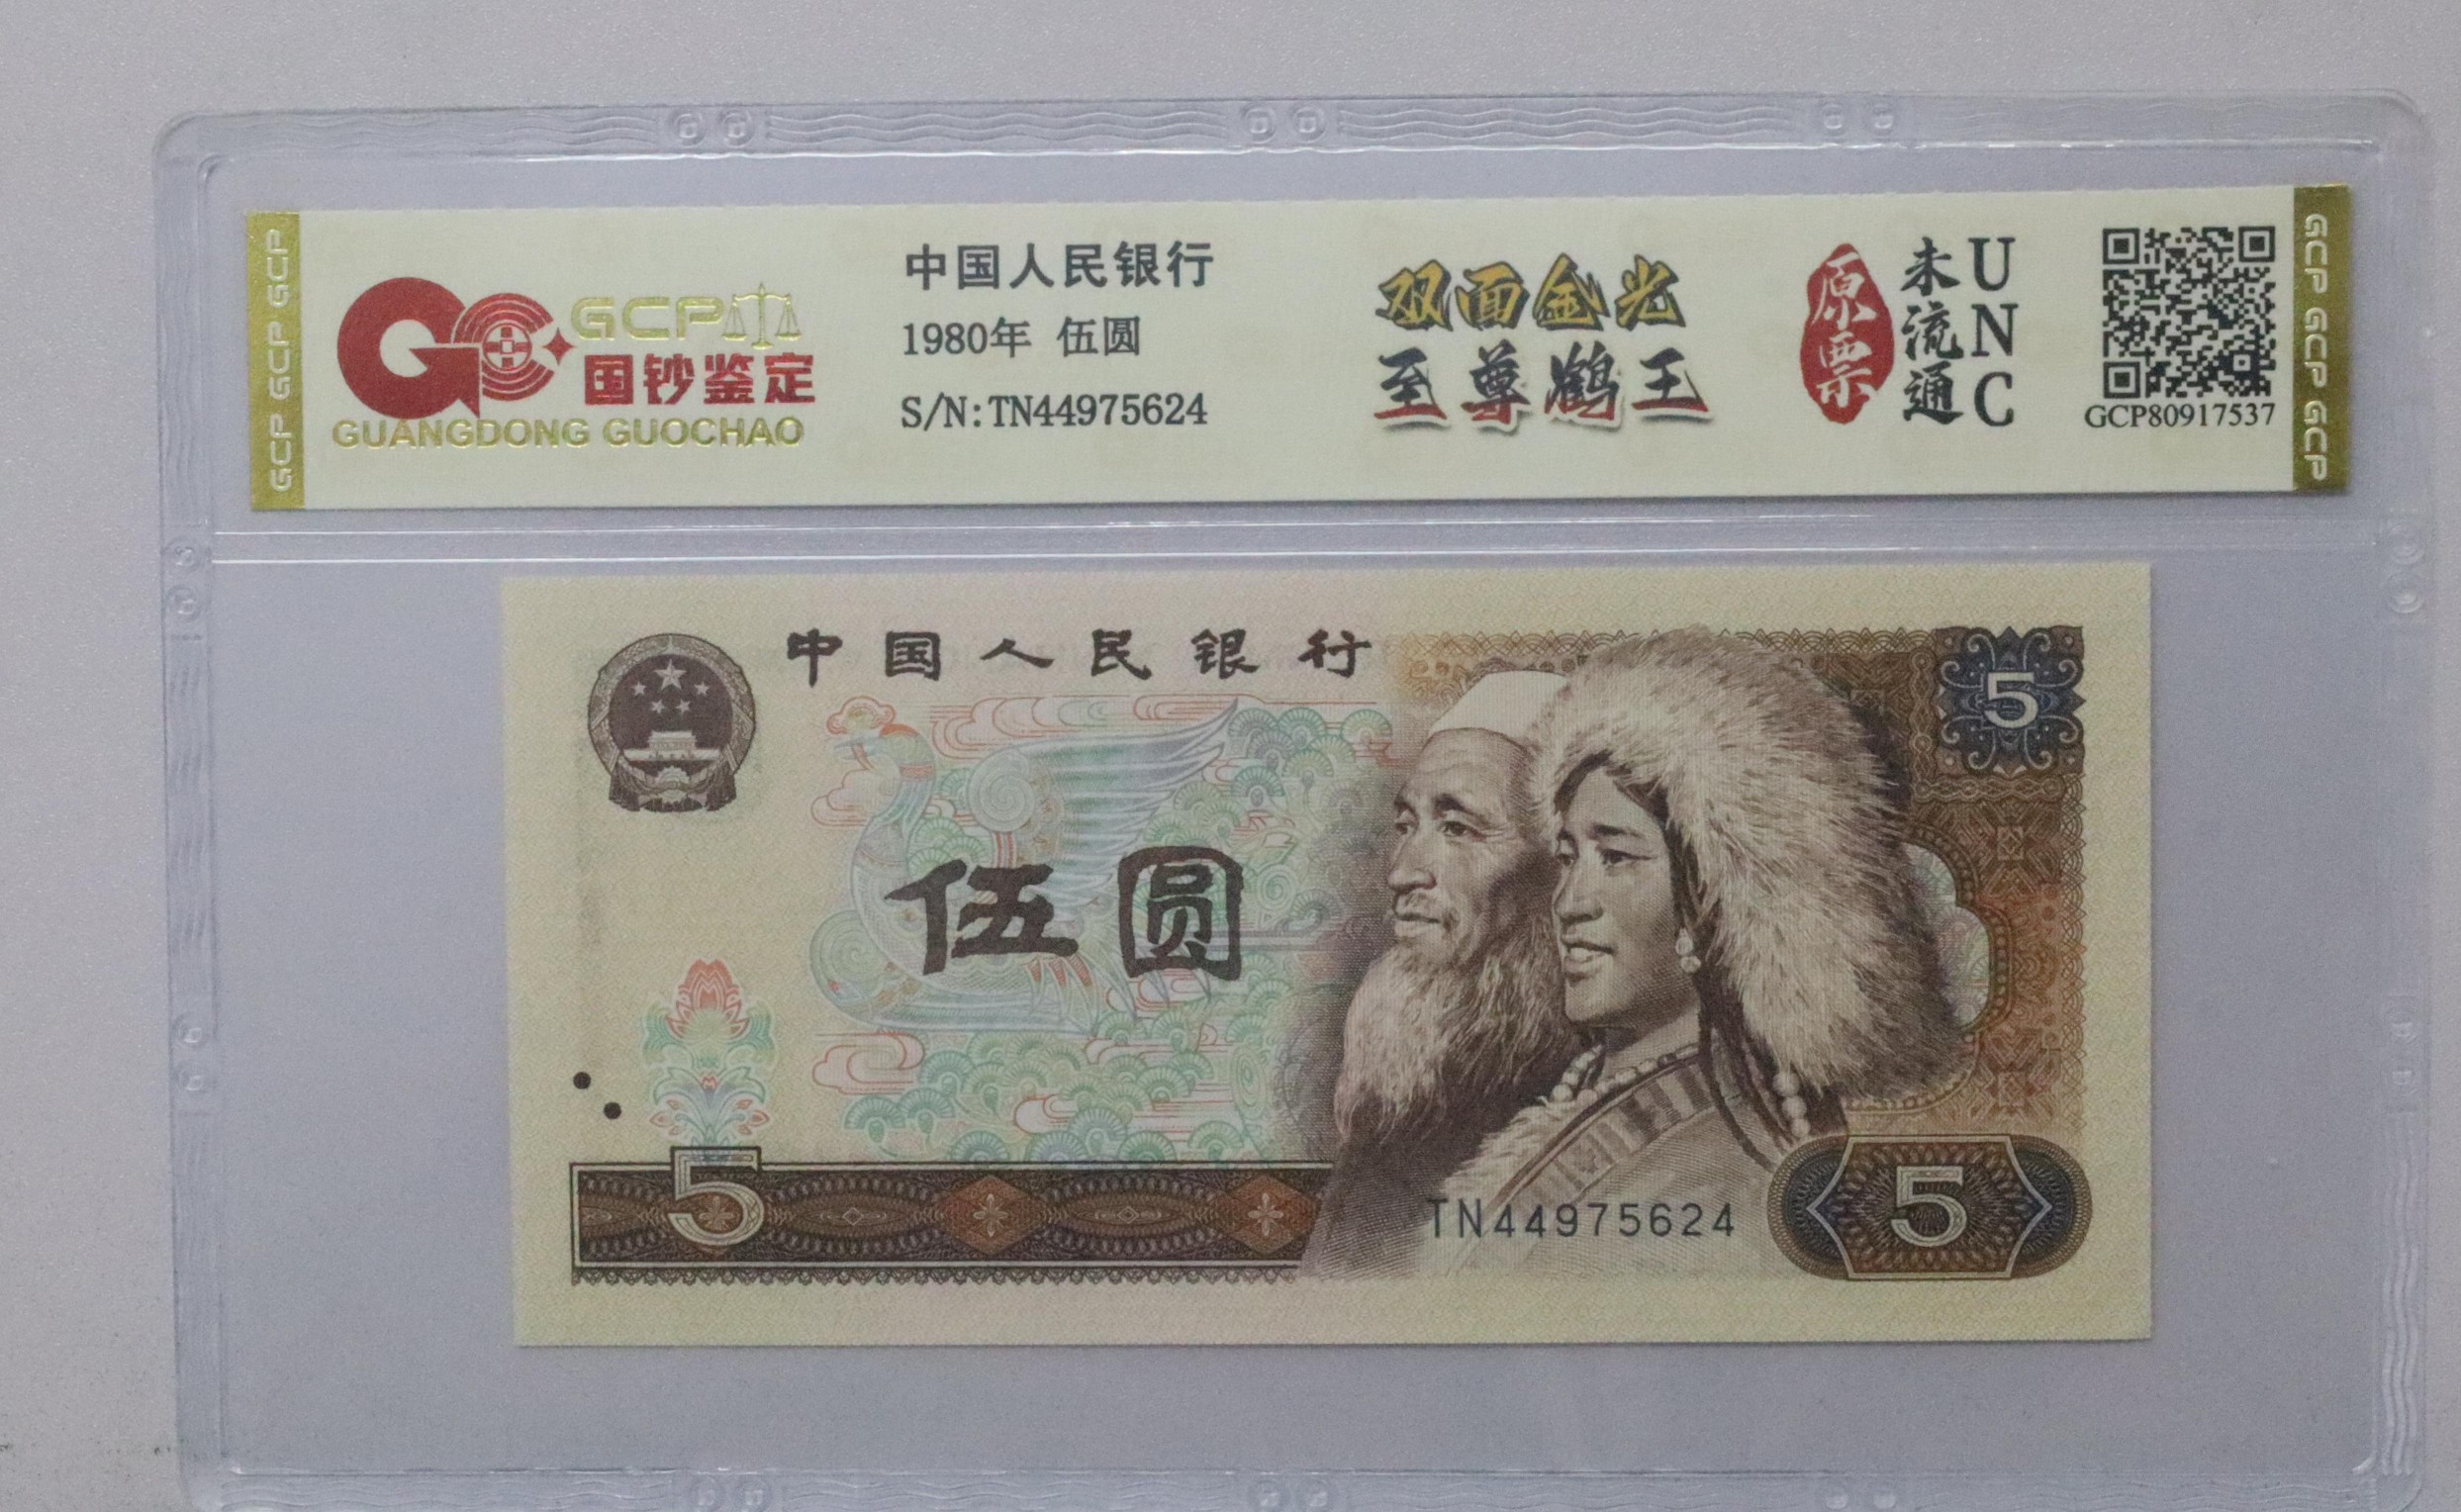 GCP GCP GCP
GCP
国钞鉴定
GUANGDONG GUOCHAO
中国人民银行
1980年 伍圆
S/N:TN44975624
双面金光
至尊鹤王
原票
未流通
UNC
GCP80917537
GCP GCP GCP
中国人民银行
5
伍圆
5
TN44975624
5